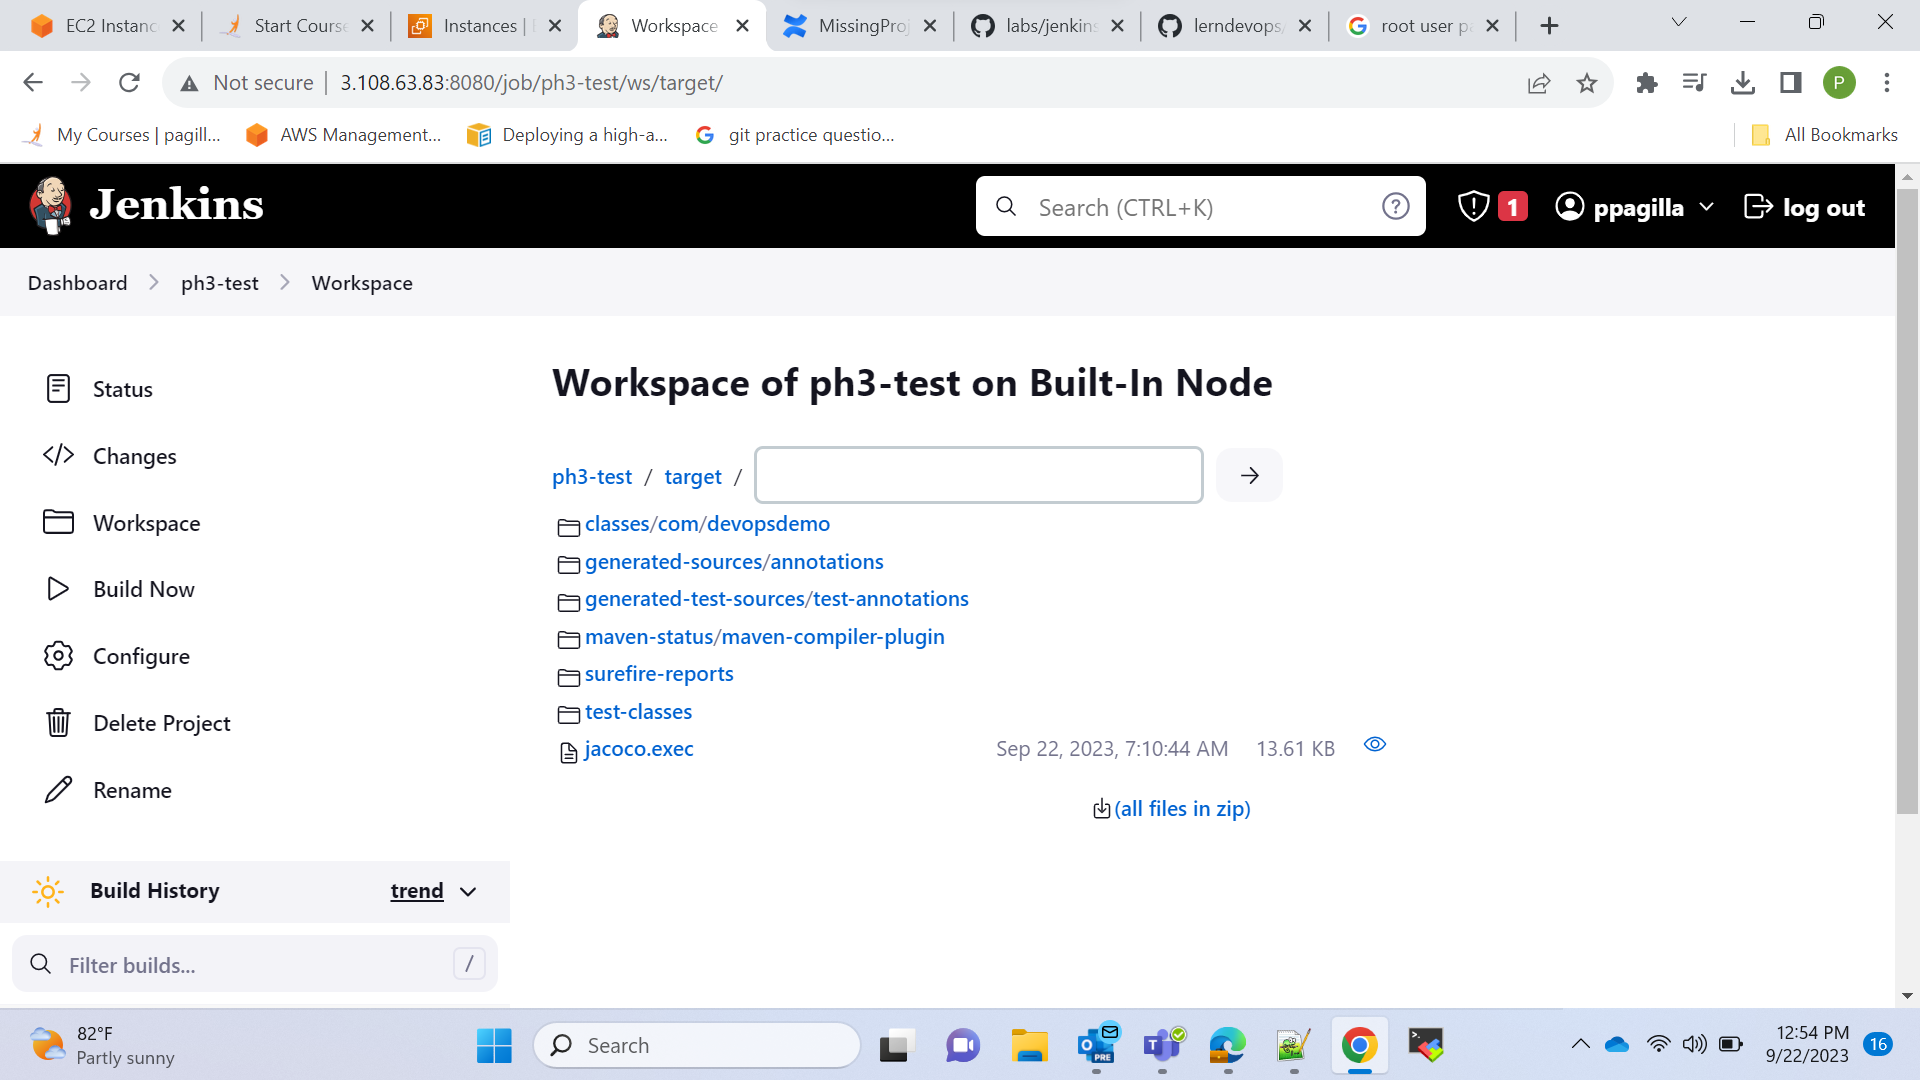 EC2 Instanc
Start Course
Instances | E
Workspace
MissingProj
labs/jenkins
lerndevops/
root user pa
Not secure | 3.108.63.83:8080/job/ph3-test/ws/target/
P
My Courses | pagill...
AWS Management...
Deploying a high-a...
git practice questio...
All Bookmarks
Jenkins
Search (CTRL+K)
?
1
ppagilla
log out
Dashboard
ph3-test
Workspace
Status
Changes
Workspace
Build Now
Configure
Delete Project
Rename
Build History
trend
Filter builds...
/
Workspace of ph3-test on Built-In Node
ph3-test / target /
classes/com/devopsdemo
generated-sources/annotations
generated-test-sources/test-annotations
maven-status/maven-compiler-plugin
surefire-reports
test-classes
jacoco.exec Sep 22, 2023, 7:10:44 AM 13.61 KB
(all files in zip)
82°F
Partly sunny
Search
PRE
12:54 PM
9/22/2023
16